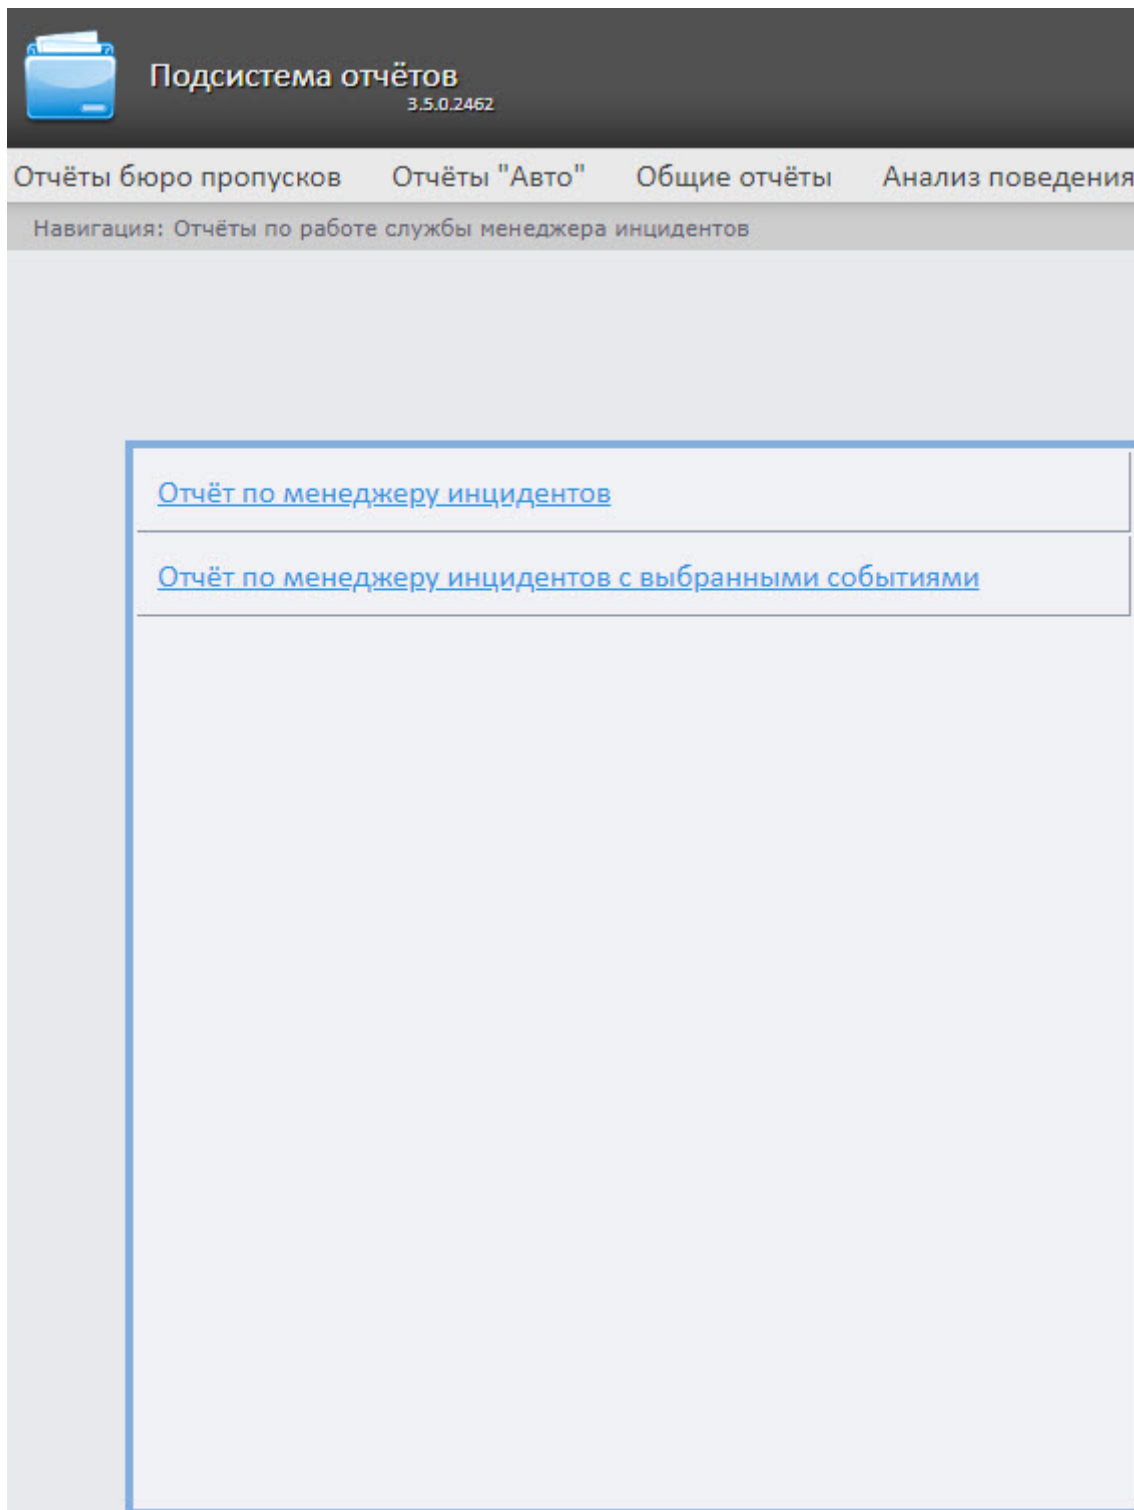 Подсистема отчётов
3.5.0.2462
Отчёты бюро пропусков Отчёты "Авто" Общие отчёты Анализ поведения
Навигация: Отчёты по работе службы менеджера инцидентов
Отчёт по менеджеру инцидентов
Отчёт по менеджеру инцидентов с выбранными событиями